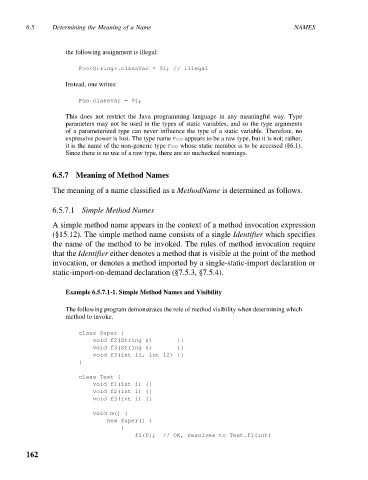 6.5 Determining the Meaning of a Name NAMES
the following assignment is illegal:
Foo<String>.classVar = 91; // illegal
Instead, one writes:
Foo.classVar = 91;
This does not restrict the Java programming language in any meaningful way. Type
parameters may not be used in the types of static variables, and so the type arguments
of a parameterized type can never influence the type of a static variable. Therefore, no
expressive power is lost. The type name Foo appears to be a raw type, but it is not; rather,
it is the name of the non-generic type Foo whose static member is to be accessed (§6.1).
Since there is no use of a raw type, there are no unchecked warnings.
6.5.7 Meaning of Method Names
The meaning of a name classified as a MethodName is determined as follows.
6.5.7.1 Simple Method Names
A simple method name appears in the context of a method invocation expression
(§15.12). The simple method name consists of a single Identifier which specifies
the name of the method to be invoked. The rules of method invocation require
that the Identifier either denotes a method that is visible at the point of the method
invocation, or denotes a method imported by a single-static-import declaration or
static-import-on-demand declaration (§7.5.3, §7.5.4).
Example 6.5.7.1-1. Simple Method Names and Visibility
The following program demonstrates the role of method visibility when determining which
method to invoke.
class Super {
void f2(String s) {}
void f3(String s) {}
void f3(int i1, int i2) {}
}
class Test {
void f1(int i) {}
void f2(int i) {}
void f3(int i) {}
void m() {
new Super() {
{
f1(0); // OK, resolves to Test.f1(int)
162